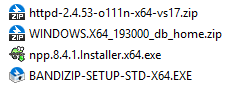 httpd-2.4.53-o111n-x64-vs17.zip
WINDOWS.X64_193000_db_home.zip
npp.8.4.1.Installer.x64.exe
BANDIZIP-SETUP-STD-X64.EXE